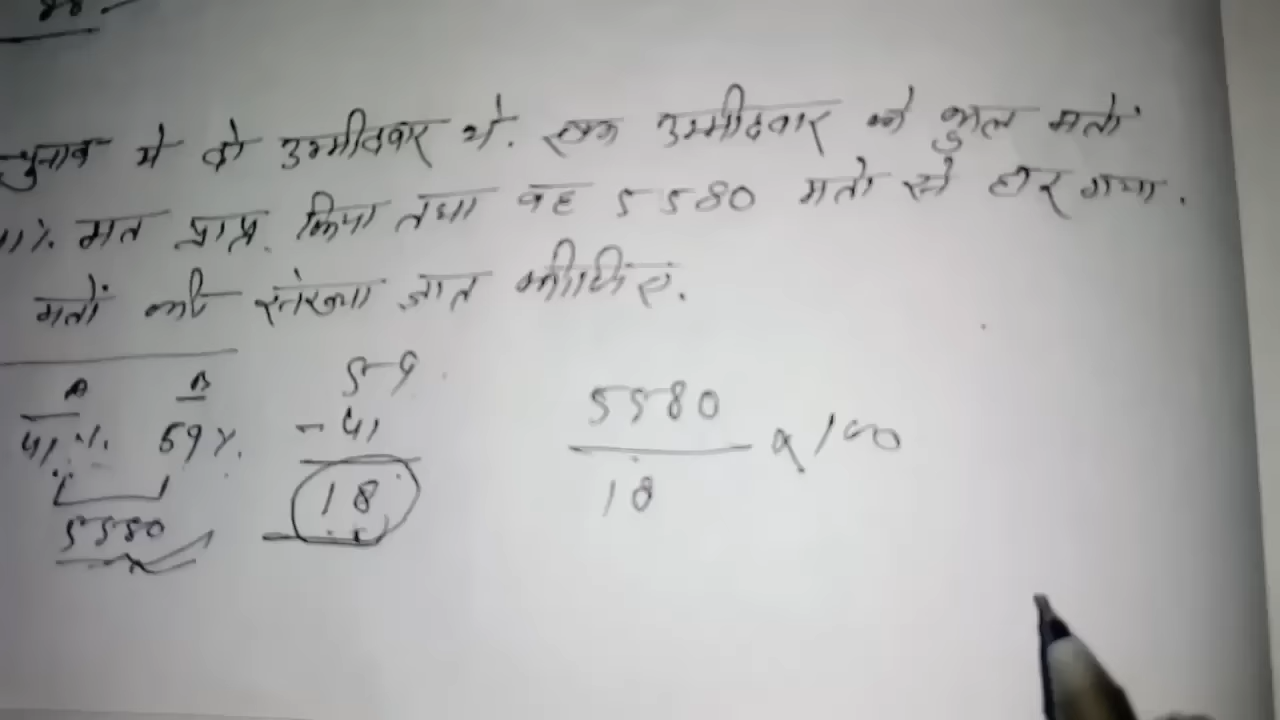 चुनाव मे दो उम्मीदवार थे. एक उम्मीदवार को कुल मतों
41% मत प्राप्त किया तथा वह 5580 मतो से हार गया.
मतों की संख्या ज्ञात कीजिए.
A B
41% 59%
5580
59
- 41
18
5580
18
x 100